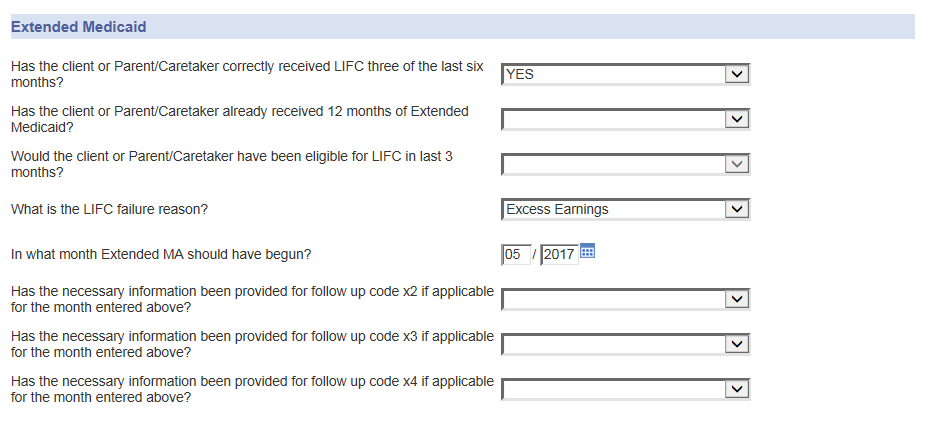 Extended Medicaid
Has the client or Parent/Caretaker correctly received LIFC three of the last six
months?
YES
Has the client or Parent/Caretaker already received 12 months of Extended
Medicaid?
Would the client or Parent/Caretaker have been eligible for LIFC in last 3
months?
What is the LIFC failure reason?
Excess Earnings
In what month Extended MA should have begun?
05 / 2017
Has the necessary information been provided for follow up code x2 if applicable
for the month entered above?
Has the necessary information been provided for follow up code x3 if applicable
for the month entered above?
Has the necessary information been provided for follow up code x4 if applicable
for the month entered above?